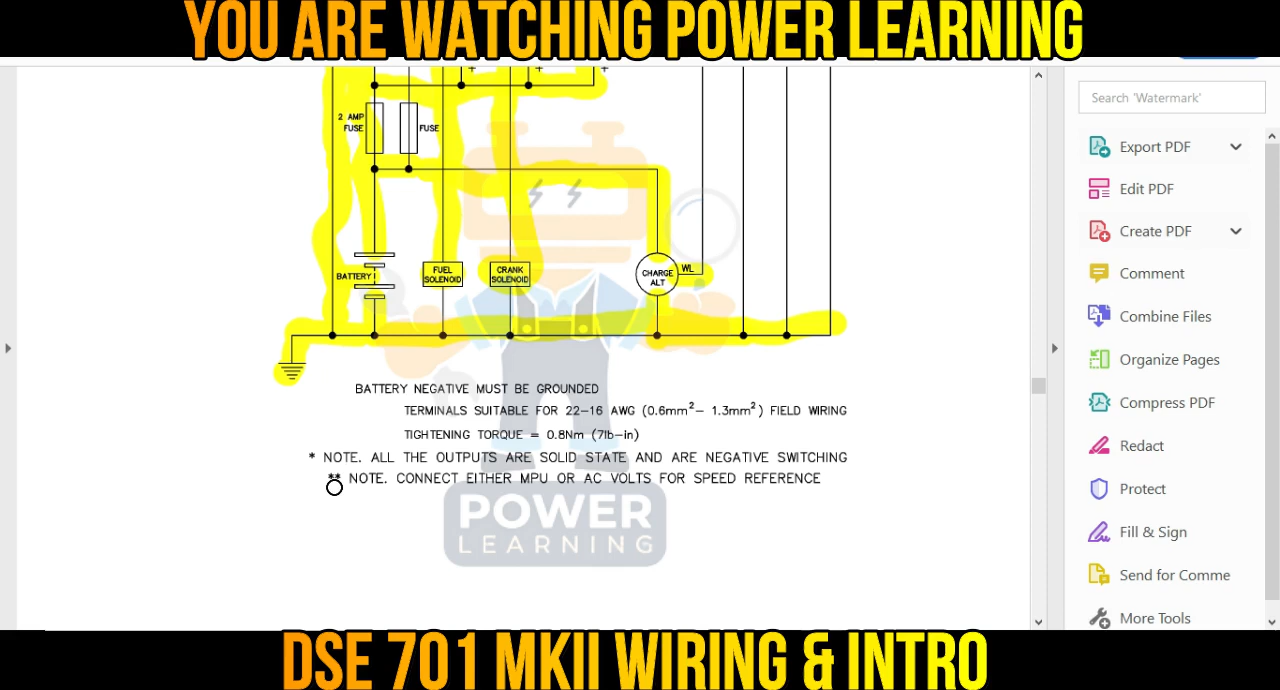 YOU ARE WATCHING POWER LEARNING
Search 'Watermark'
Export PDF
Edit PDF
Create PDF
Comment
Combine Files
Organize Pages
Compress PDF
Redact
Protect
Fill & Sign
Send for Comme
More Tools
2 AMP
FUSE
FUSE
BATTERY
FUEL
SOLENOID
CRANK
SOLENOID
CHARGE
ALT
WL
BATTERY NEGATIVE MUST BE GROUNDED
TERMINALS SUITABLE FOR 22-16 AWG (0.6mm²- 1.3mm²) FIELD WIRING
TIGHTENING TORQUE = 0.8Nm (7lb-in)
* NOTE. ALL THE OUTPUTS ARE SOLID STATE AND ARE NEGATIVE SWITCHING
** NOTE. CONNECT EITHER MPU OR AC VOLTS FOR SPEED REFERENCE
POWER
LEARNING
DSE 701 MKII WIRING & INTRO